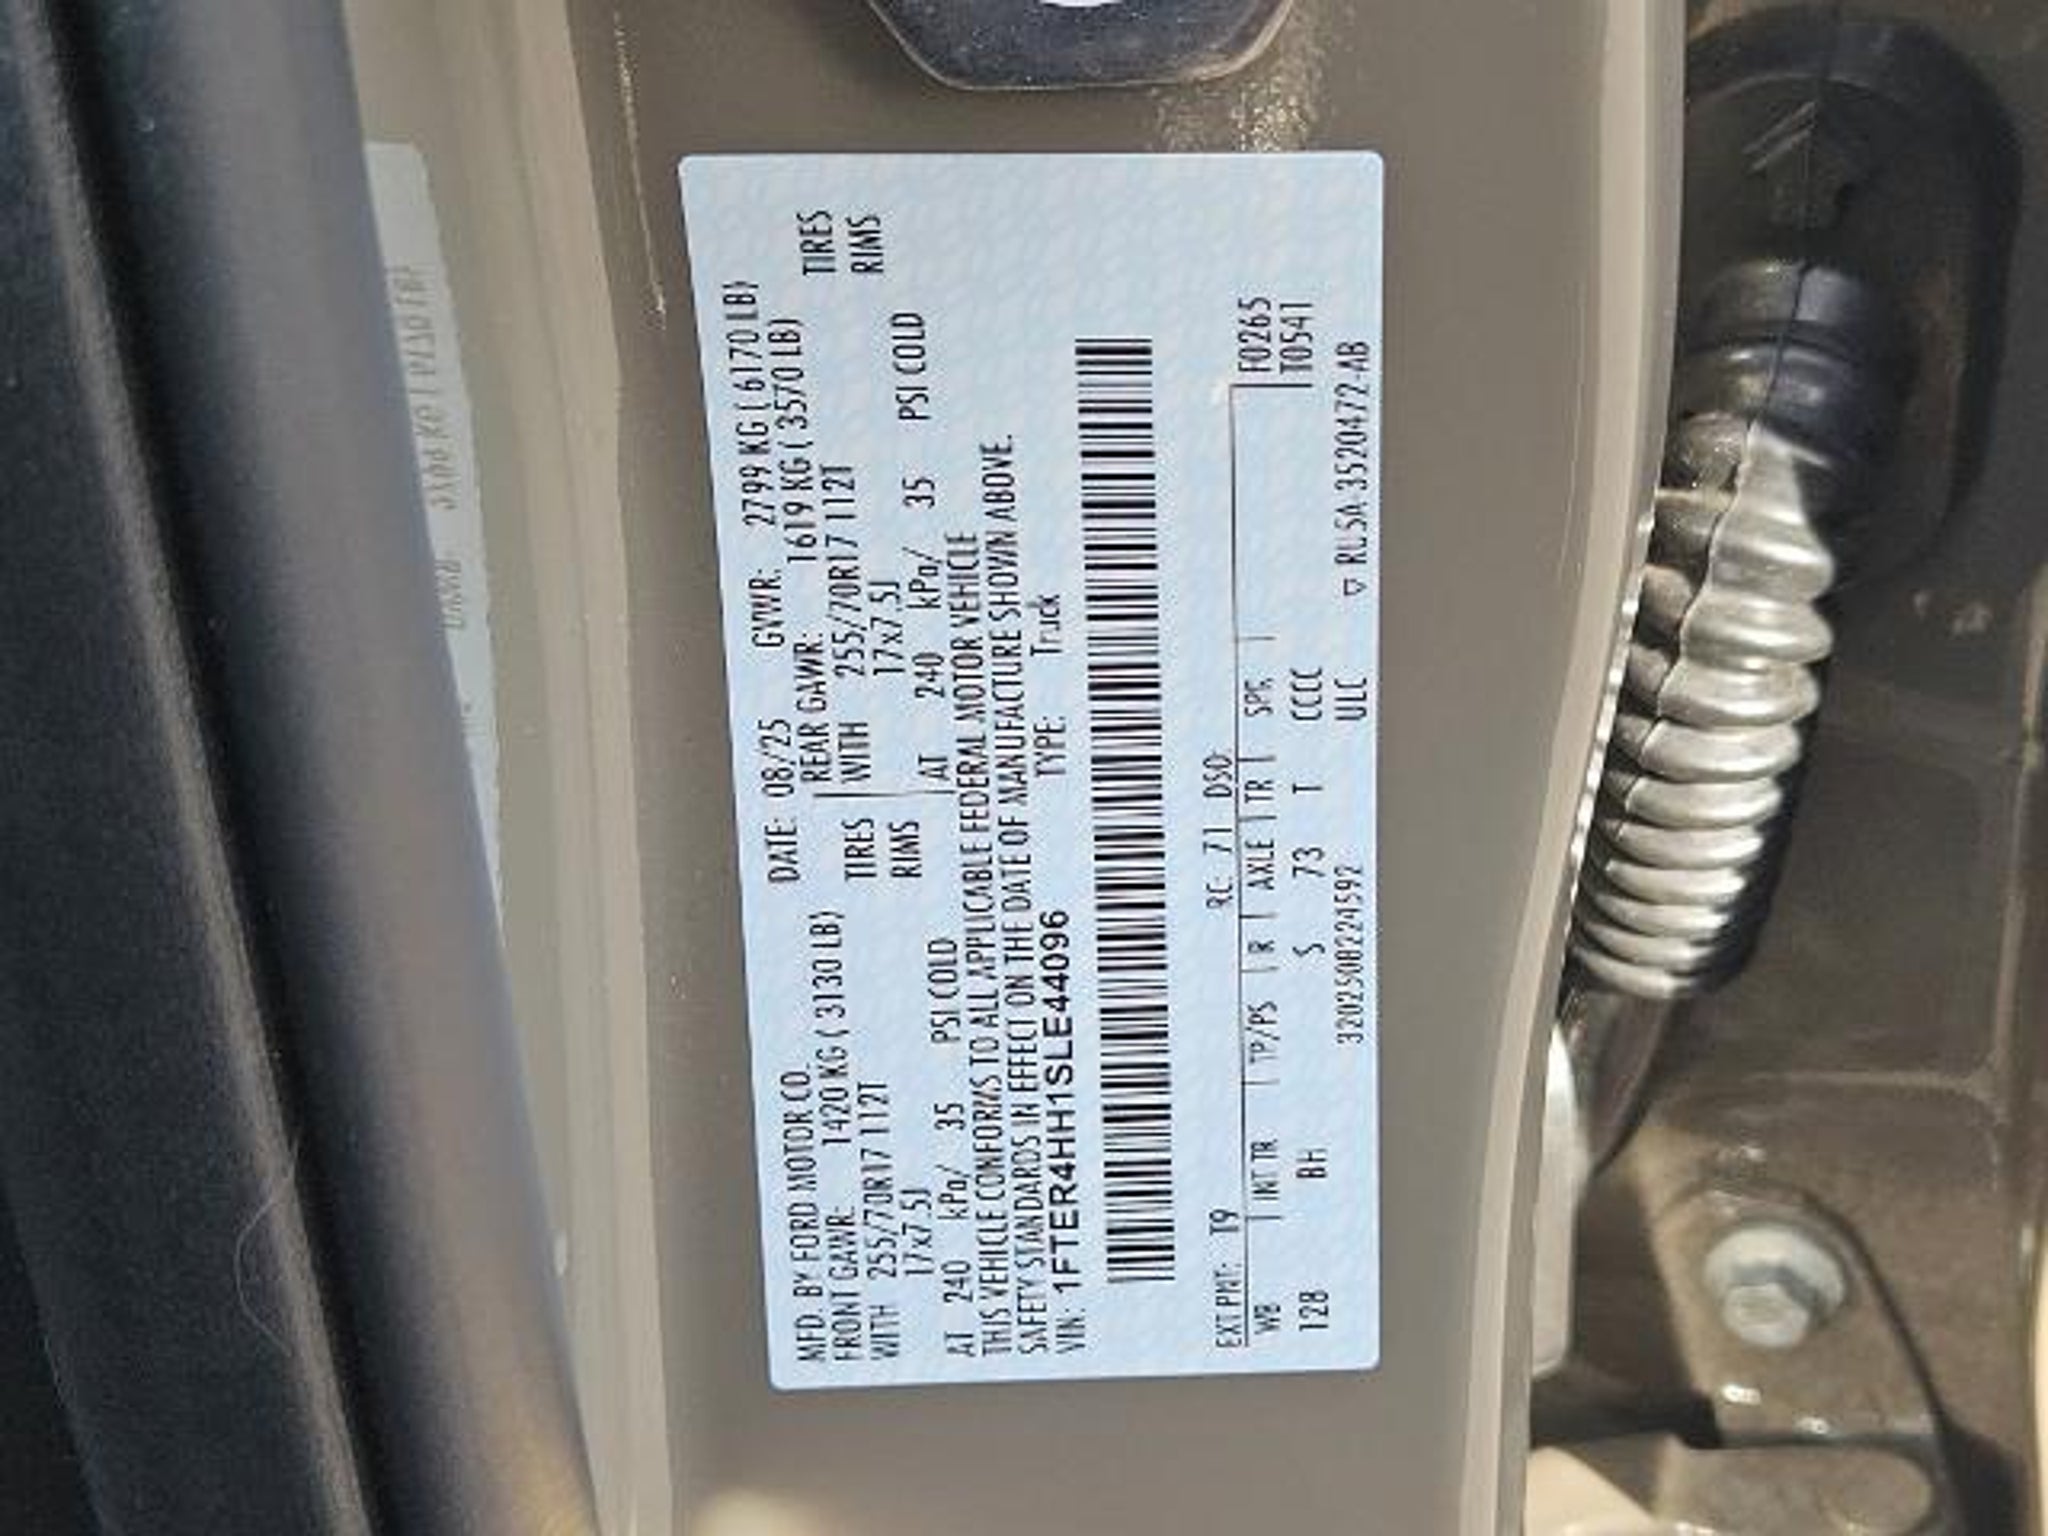 MFD. BY FORD MOTOR CO.
DATE: 08/25 GVWR: 2799 KG ( 6170 LB)
FRONT GAWR: 1420 KG ( 3130 LB)
REAR GAWR: 1619 KG ( 3570 LB)
WITH 255/70R17 112T TIRES
WITH 255/70R17 112T TIRES
17x7.5J RIMS
17x7.5J RIMS
AT 240 kPa/ 35 PSI COLD
AT 240 kPa/ 35 PSI COLD
THIS VEHICLE CONFORMS TO ALL APPLICABLE FEDERAL MOTOR VEHICLE
SAFETY STANDARDS IN EFFECT ON THE DATE OF MANUFACTURE SHOWN ABOVE.
VIN: 1FTER4HH1SLE44096 TYPE: Truck
EXT PNT: T9 RC: 71 DSO: F0265
WB INT TR TP/PS R AXLE TR SPR T0541
128 BH S 73 T CCCC
32025082245​92 ULC ▽ RL5A-3520472-AB